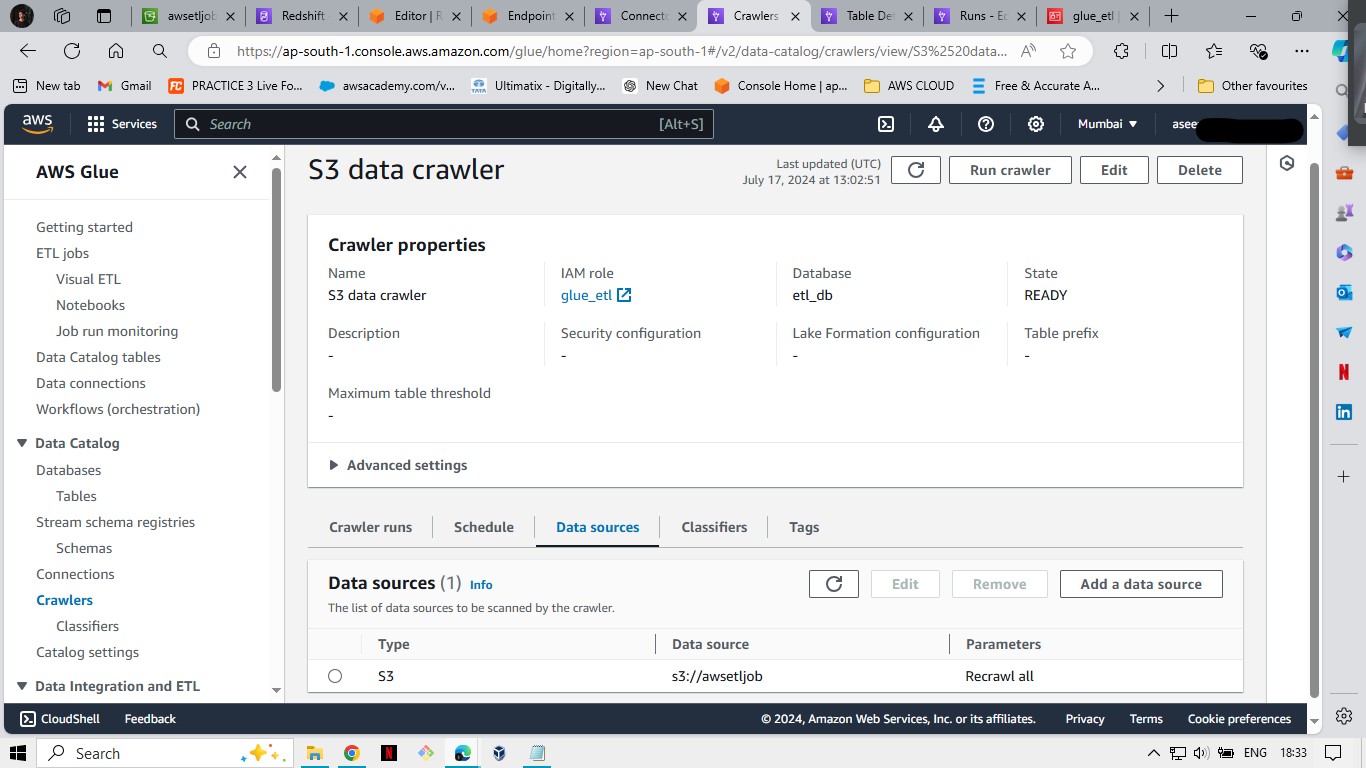 awsetljob
Redshift -
Editor | R
Endpoint
Connecto
Crawlers
Table Det
Runs - Ec
glue_etl |
https://ap-south-1.console.aws.amazon.com/glue/home?region=ap-south-1#/v2/data-catalog/crawlers/view/S3%2520data...
New tab
Gmail
PRACTICE 3 Live Fo...
awsacademy.com/v...
Ultimatix - Digitally...
New Chat
Console Home | ap...
AWS CLOUD
Free & Accurate A...
Other favourites
aws
Services
Search
[Alt+S]
Mumbai
asee
AWS Glue
Getting started
ETL jobs
Visual ETL
Notebooks
Job run monitoring
Data Catalog tables
Data connections
Workflows (orchestration)
Data Catalog
Databases
Tables
Stream schema registries
Schemas
Connections
Crawlers
Classifiers
Catalog settings
Data Integration and ETL
S3 data crawler
Last updated (UTC)
July 17, 2024 at 13:02:51
Run crawler
Edit
Delete
Crawler properties
Name
S3 data crawler
IAM role
glue_etl
Database
etl_db
State
READY
Description
-
Security configuration
-
Lake Formation configuration
-
Table prefix
-
Maximum table threshold
-
Advanced settings
Crawler runs
Schedule
Data sources
Classifiers
Tags
Data sources (1) Info
The list of data sources to be scanned by the crawler.
Edit
Remove
Add a data source
Type
Data source
Parameters
S3
s3://awsetljob
Recrawl all
CloudShell
Feedback
© 2024, Amazon Web Services, Inc. or its affiliates.
Privacy
Terms
Cookie preferences
Search
ENG
18:33